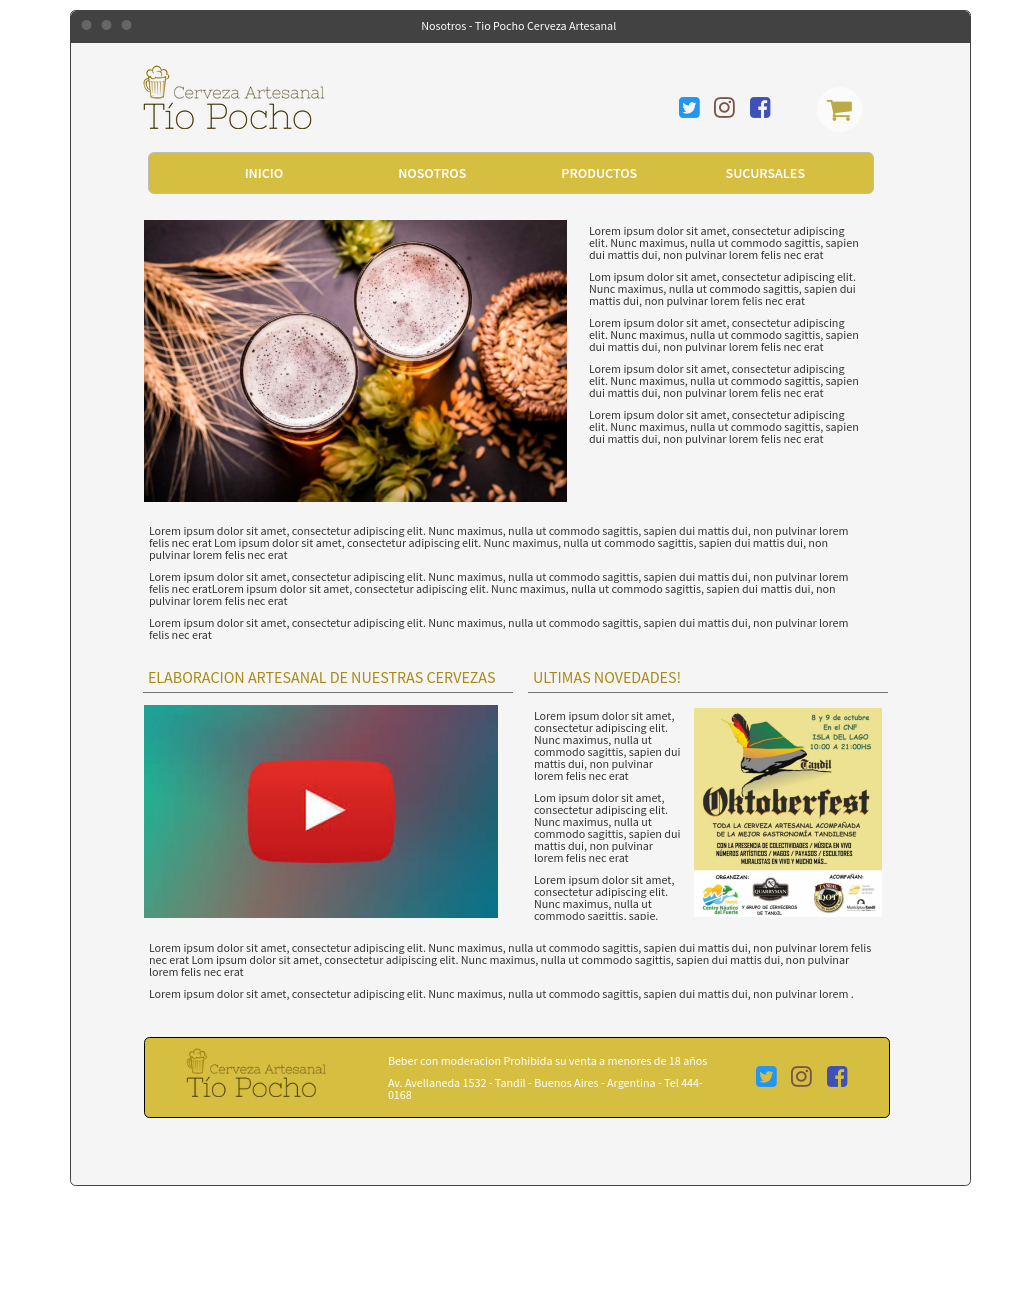 Nosotros - Tio Pocho Cerveza Artesanal
Cerveza Artesanal
Tío Pocho
INICIO NOSOTROS PRODUCTOS SUCURSALES
Lorem ipsum dolor sit amet, consectetur adipiscing
elit. Nunc maximus, nulla ut commodo sagittis, sapien
dui mattis dui, non pulvinar lorem felis nec erat
Lom ipsum dolor sit amet, consectetur adipiscing elit.
Nunc maximus, nulla ut commodo sagittis, sapien dui
mattis dui, non pulvinar lorem felis nec erat
Lorem ipsum dolor sit amet, consectetur adipiscing
elit. Nunc maximus, nulla ut commodo sagittis, sapien
dui mattis dui, non pulvinar lorem felis nec erat
Lorem ipsum dolor sit amet, consectetur adipiscing
elit. Nunc maximus, nulla ut commodo sagittis, sapien
dui mattis dui, non pulvinar lorem felis nec erat
Lorem ipsum dolor sit amet, consectetur adipiscing
elit. Nunc maximus, nulla ut commodo sagittis, sapien
dui mattis dui, non pulvinar lorem felis nec erat
Lorem ipsum dolor sit amet, consectetur adipiscing elit. Nunc maximus, nulla ut commodo sagittis, sapien dui mattis dui, non pulvinar lorem
felis nec erat Lom ipsum dolor sit amet, consectetur adipiscing elit. Nunc maximus, nulla ut commodo sagittis, sapien dui mattis dui, non
pulvinar lorem felis nec erat
Lorem ipsum dolor sit amet, consectetur adipiscing elit. Nunc maximus, nulla ut commodo sagittis, sapien dui mattis dui, non pulvinar lorem
felis nec eratLorem ipsum dolor sit amet, consectetur adipiscing elit. Nunc maximus, nulla ut commodo sagittis, sapien dui mattis dui, non
pulvinar lorem felis nec erat
Lorem ipsum dolor sit amet, consectetur adipiscing elit. Nunc maximus, nulla ut commodo sagittis, sapien dui mattis dui, non pulvinar lorem
felis nec erat
ELABORACION ARTESANAL DE NUESTRAS CERVEZAS
ULTIMAS NOVEDADES!
Lorem ipsum dolor sit amet,
consectetur adipiscing elit.
Nunc maximus, nulla ut
commodo sagittis, sapien dui
mattis dui, non pulvinar
lorem felis nec erat
Lom ipsum dolor sit amet,
consectetur adipiscing elit.
Nunc maximus, nulla ut
commodo sagittis, sapien dui
mattis dui, non pulvinar
lorem felis nec erat
Lorem ipsum dolor sit amet,
consectetur adipiscing elit.
Nunc maximus, nulla ut
commodo sagittis, sapie.
8 y 9 de octubre
En el CNF
ISLA DEL LAGO
10:00 A 21:00HS
Tandil
Oktoberfest
TODA LA CERVEZA ARTESANAL ACOMPAÑADA
DE LA MEJOR GASTRONOMÍA TANDILENSE
CON LA PRESENCIA DE COLECTIVIDADES / MÚSICA EN VIVO
NÚMEROS ARTÍSTICOS / MAGOS / PAYASOS / ESCULTORES
MURALISTAS EN VIVO Y MUCHO MÁS...
ORGANIZAN: ACOMPAÑAN:
QUARRYMAN
Centro Náutico
del Fuerte
Y GRUPO DE CERVECEROS
DE TANDIL
Lorem ipsum dolor sit amet, consectetur adipiscing elit. Nunc maximus, nulla ut commodo sagittis, sapien dui mattis dui, non pulvinar lorem felis
nec erat Lom ipsum dolor sit amet, consectetur adipiscing elit. Nunc maximus, nulla ut commodo sagittis, sapien dui mattis dui, non pulvinar
lorem felis nec erat
Lorem ipsum dolor sit amet, consectetur adipiscing elit. Nunc maximus, nulla ut commodo sagittis, sapien dui mattis dui, non pulvinar lorem .
Cerveza Artesanal
Tío Pocho
Beber con moderacion Prohibida su venta a menores de 18 años
Av. Avellaneda 1532 - Tandil - Buenos Aires - Argentina - Tel 444-
0168